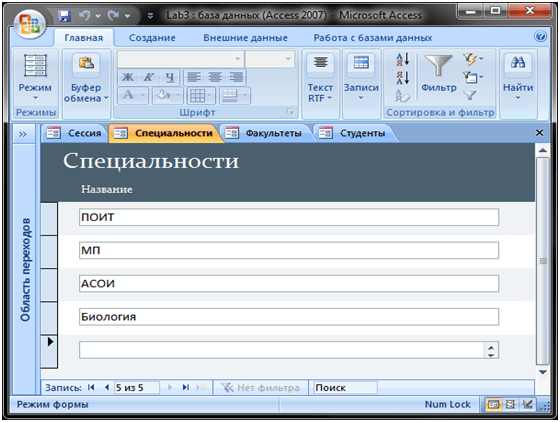 Lab3 : база данных (Access 2007) - Microsoft Access
Главная Создание Внешние данные Работа с базами данных
Режим
Режимы
Буфер обмена
Ж К Ч
А
Шрифт
Текст RTF
Записи
А Я
Я А
Фильтр
Сортировка и фильтр
Найти
Сессия Специальности Факультеты Студенты
Область переходов
Специальности
Название
ПОИТ
МП
АСОИ
Биология
Запись: 5 из 5 Нет фильтра Поиск
Режим формы Num Lock